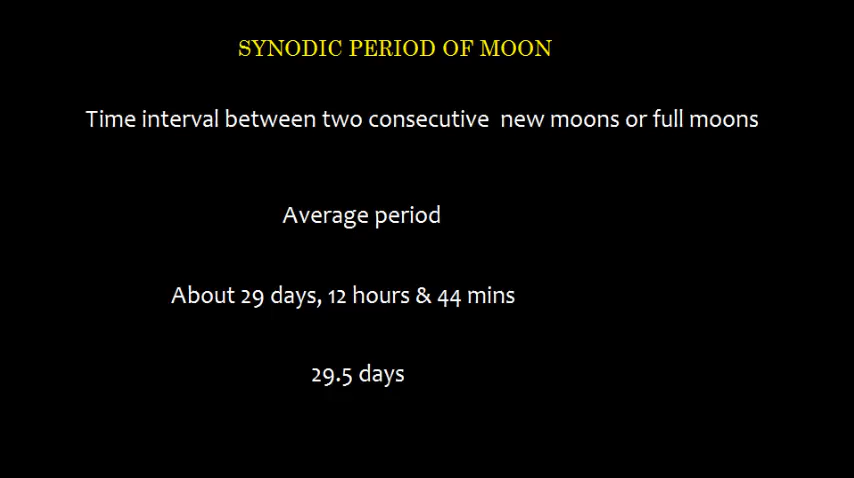 SYNODIC PERIOD OF MOON
Time interval between two consecutive new moons or full moons
Average period
About 29 days, 12 hours & 44 mins
29.5 days